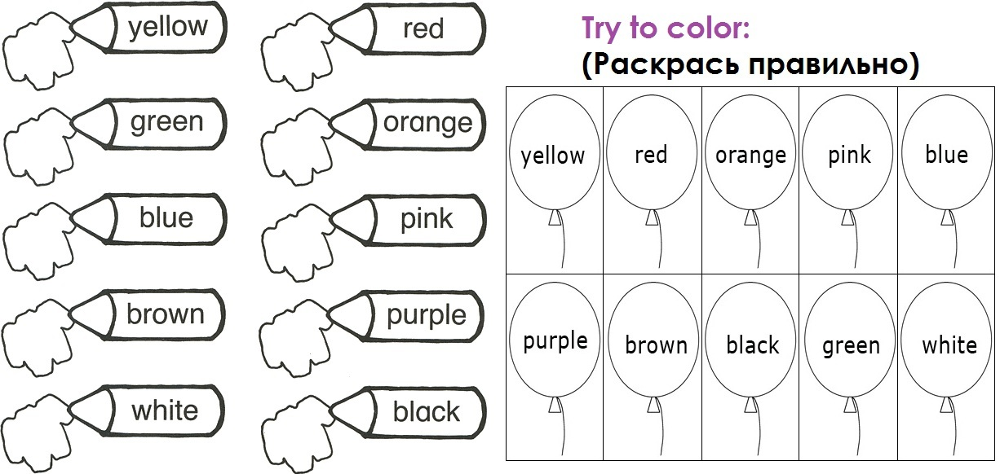 yellow
red
green
orange
blue
pink
brown
purple
white
black
Try to color:
(Раскрась правильно)
yellow red orange pink blue
purple brown black green white